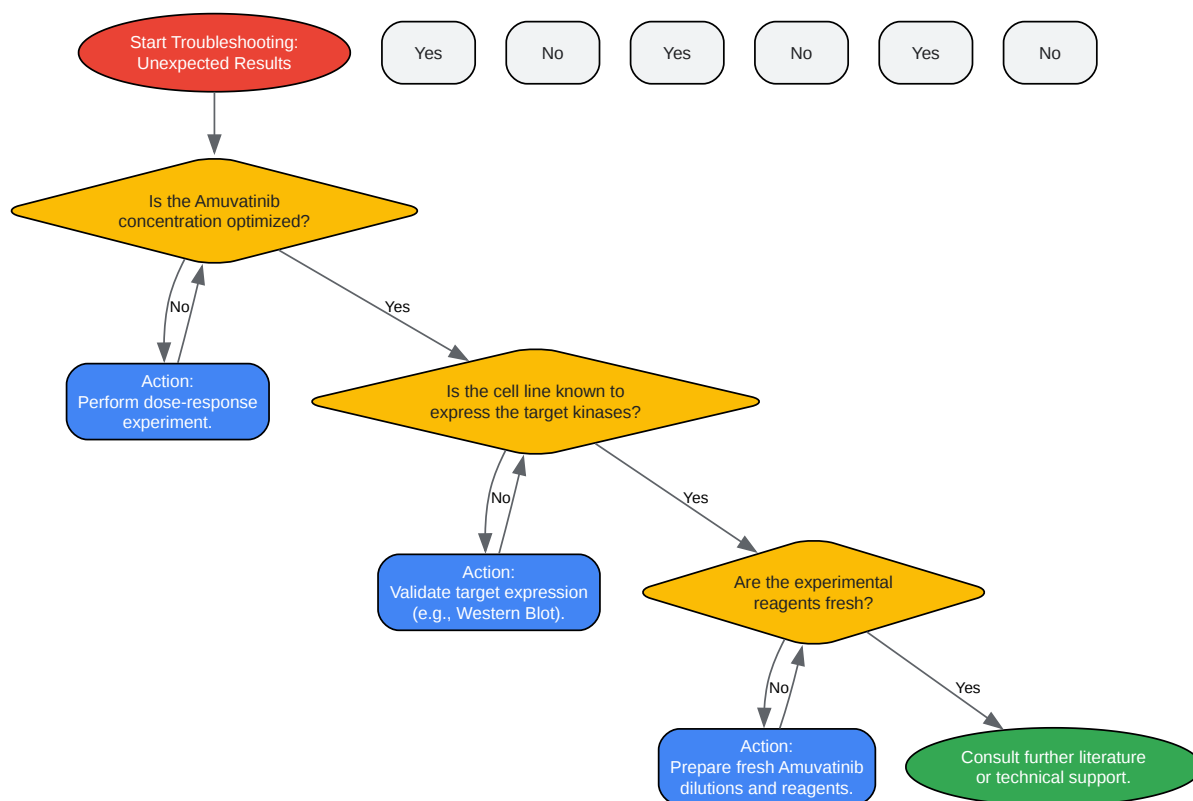 Start Troubleshooting:
Unexpected Results
Yes
No
Yes
No
Yes
No
Is the Amuvatinib
concentration optimized?
No
Yes
Action:
Perform dose-response
experiment.
Is the cell line known to
express the target kinases?
No
Yes
Action:
Validate target expression
(e.g., Western Blot).
Are the experimental
reagents fresh?
No
Yes
Action:
Prepare fresh Amuvatinib
dilutions and reagents.
Consult further literature
or technical support.